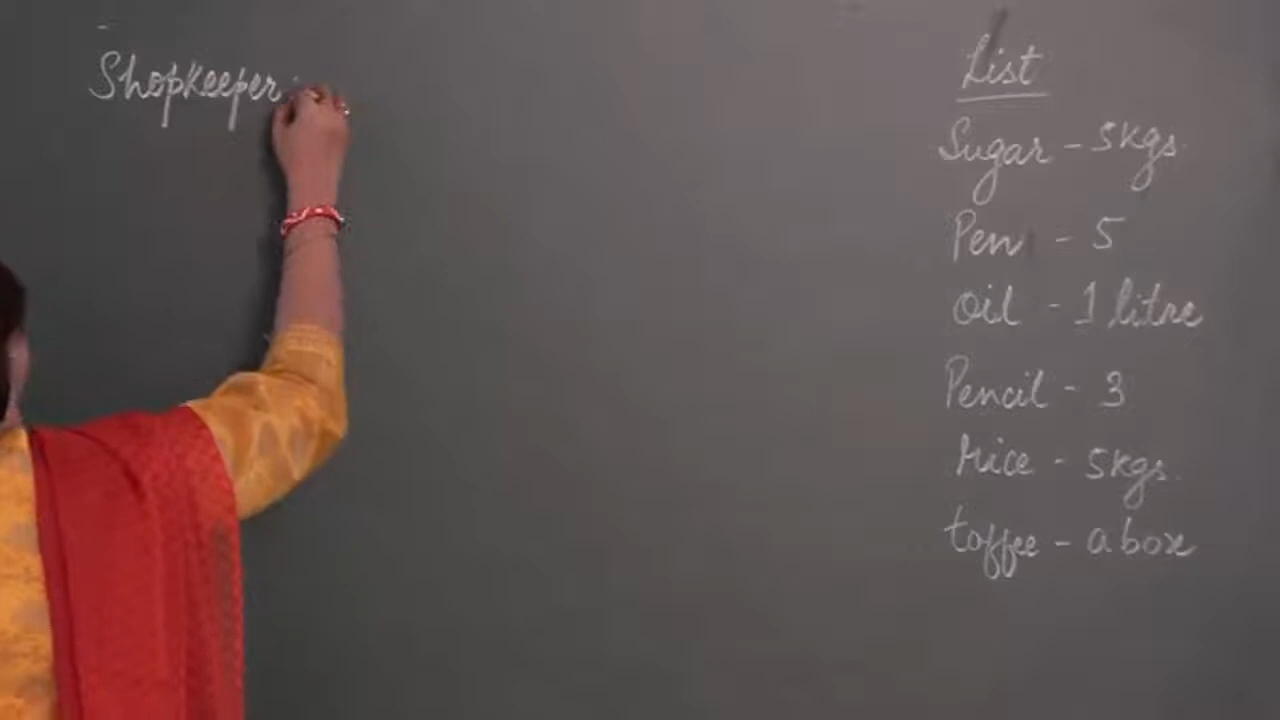 Shopkeeper :
List
Sugar - 5kgs.
Pen - 5
Oil - 1 litre
Pencil - 3
Rice - 5kgs.
toffee - a box